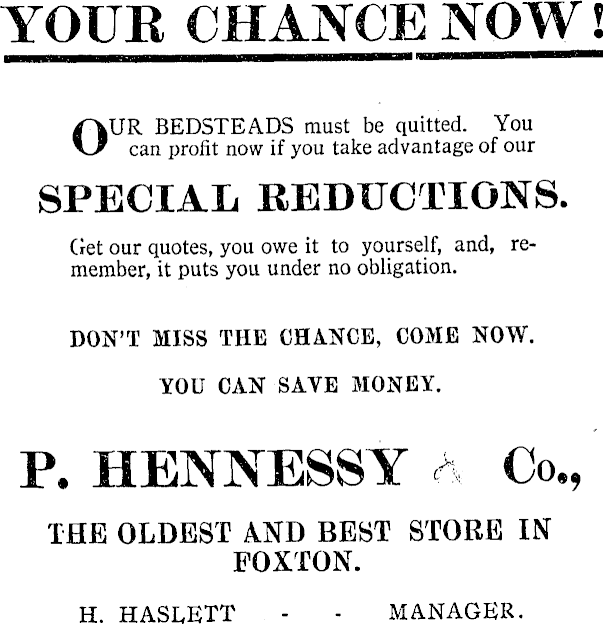 YOUR CHANCE NOW!
OUR BEDSTEADS must be quitted. You
can profit now if you take advantage of our
SPECIAL REDUCTIONS.
Get our quotes, you owe it to yourself, and, re-
member, it puts you under no obligation.
DON'T MISS THE CHANCE, COME NOW.
YOU CAN SAVE MONEY.
P. HENNESSY & Co.,
THE OLDEST AND BEST STORE IN
FOXTON.
H. HASLETT - - MANAGER.